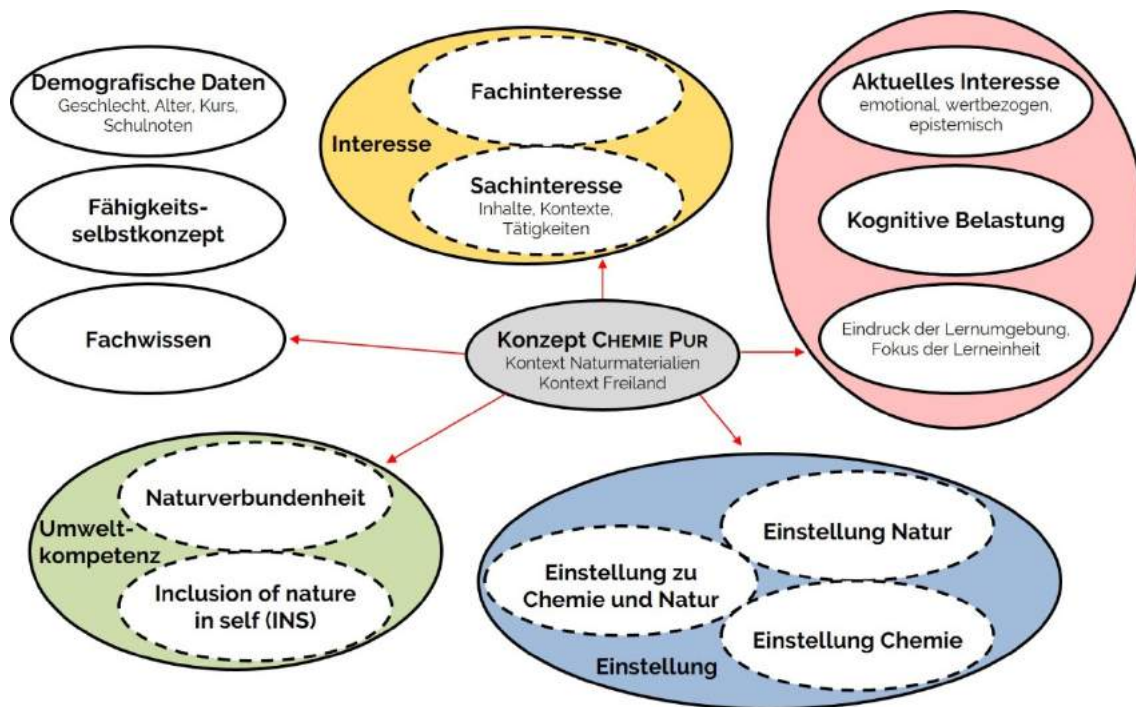 Demografische Daten
Geschlecht, Alter, Kurs,
Schulnoten
Fähigkeits-
selbstkonzept
Fachwissen
Fachinteresse
Interesse
Sachinteresse
Inhalte, Kontexte,
Tätigkeiten
Aktuelles Interesse
emotional, wertbezogen,
epistemisch
Kognitive Belastung
Eindruck der Lernumgebung,
Fokus der Lerneinheit
Konzept CHEMIE PUR
Kontext Naturmaterialien
Kontext Freiland
Naturverbundenheit
Umwelt-
kompetenz
Inclusion of nature
in self (INS)
Einstellung Natur
Einstellung zu
Chemie und Natur
Einstellung Chemie
Einstellung